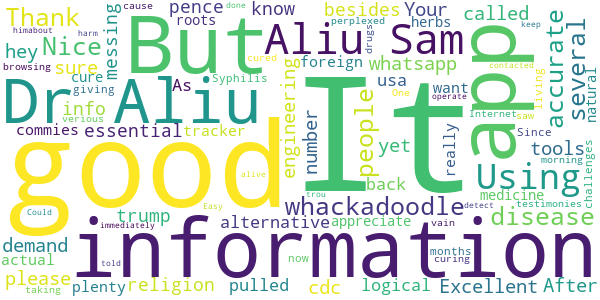 Thank
hey Nice
sure
info
commies essential
tracker
messing
himabout
cause
roots
harm
browsing
cure
giving
As
Syphilis
verious
done
pence
besides
know
perplexed
herbs
Your
drugs
called
keep
But
Aliu Sam
Dr Aliu
cured
foreign
whatsapp
usa
One
contacted
Internet
operate
want
saw
Since
app
several
accurate
natural
living
tools
morning
testimonies
challenges
medicine
disease
Using
It
good
engineering
number
people
yet
really
back
whackadoodle
alternative
appreciate
vain
detect
trump
alive
Could
Easy
trou
information
demand
actual
please
taking
plenty
religion
immediately
told
pulled
now
cdc
months
curing
logical
Excellent
After